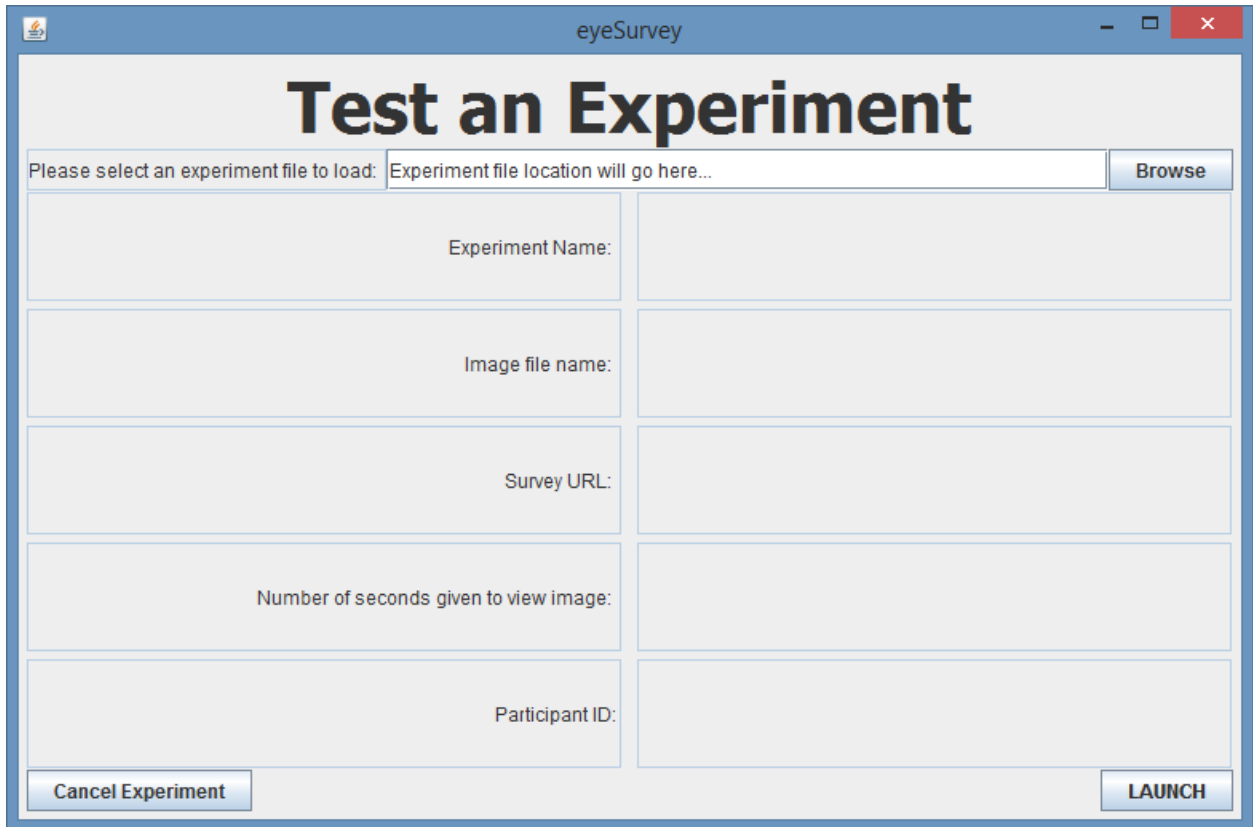 eyeSurvey
Test an Experiment
Please select an experiment file to load: Experiment file location will go here... Browse
Experiment Name:
Image file name:
Survey URL:
Number of seconds given to view image:
Participant ID:
Cancel Experiment LAUNCH